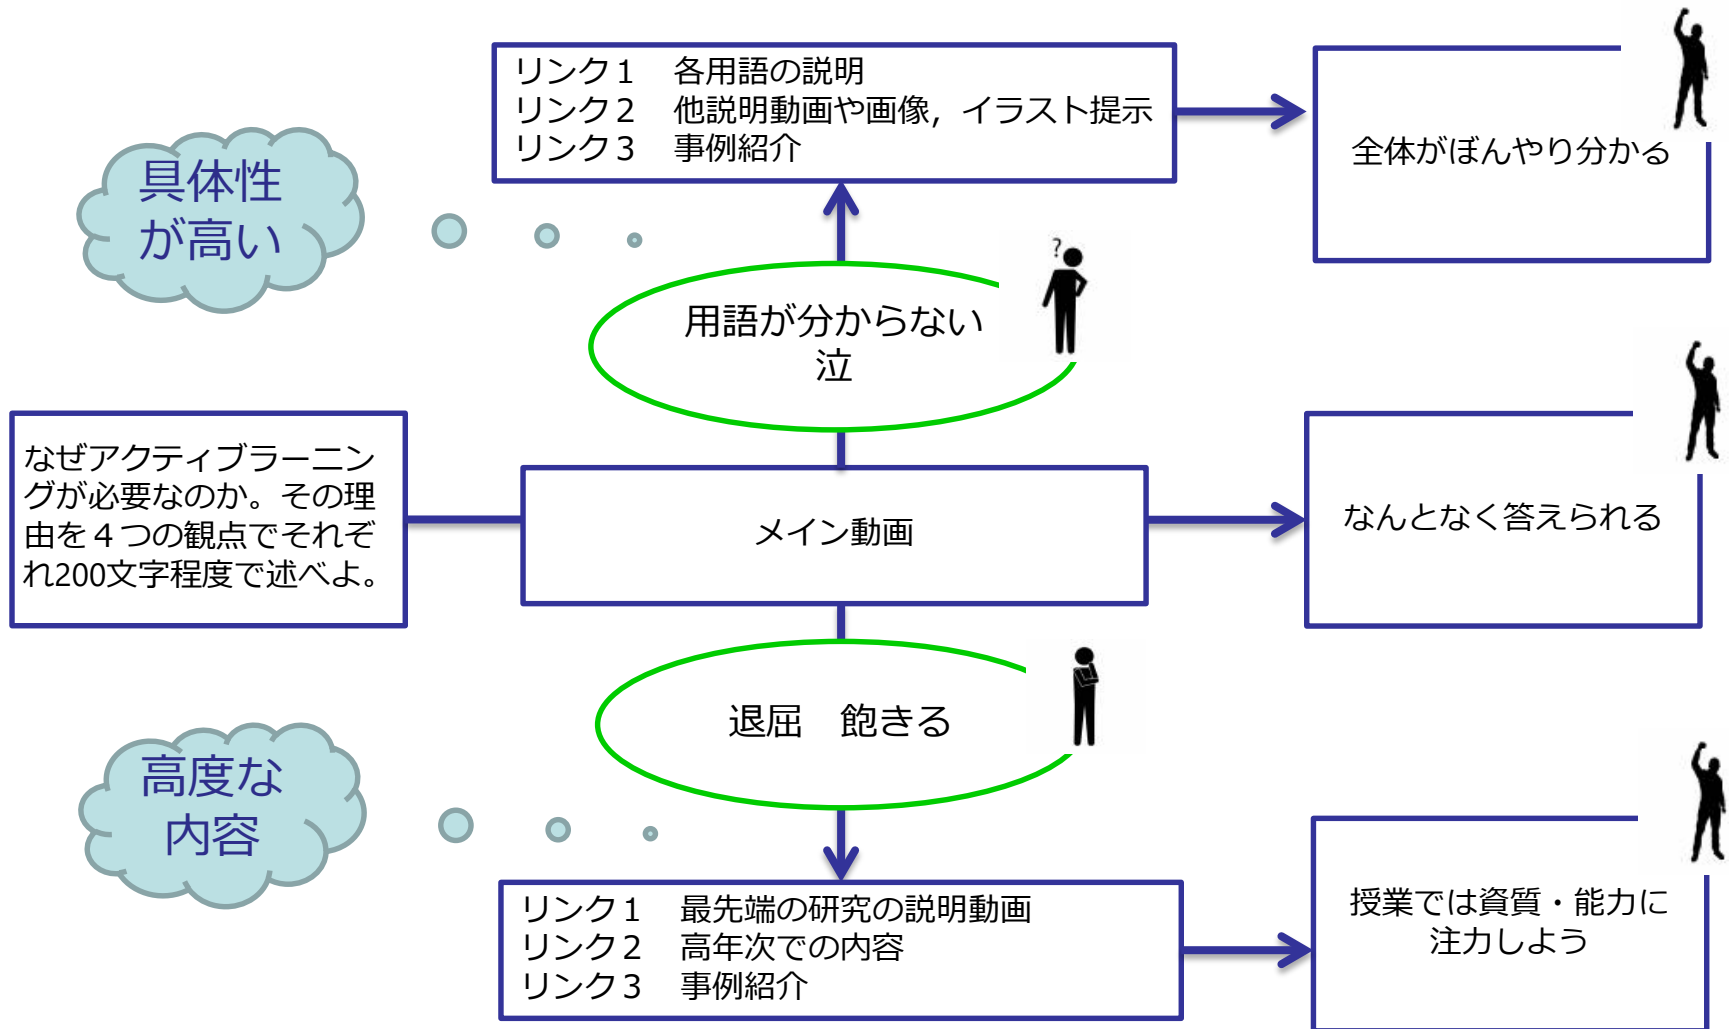 リンク１　各用語の説明
リンク２　他説明動画や画像，イラスト提示
リンク３　事例紹介
全体がぼんやり分かる
具体性
が高い
?
用語が分からない
泣
なぜアクティブラーニン
グが必要なのか。その理
由を４つの観点でそれぞ
れ200文字程度で述べよ。
メイン動画
なんとなく答えられる
退屈　飽きる
高度な
内容
リンク１　最先端の研究の説明動画
リンク２　高年次での内容
リンク３　事例紹介
授業では資質・能力に
注力しよう